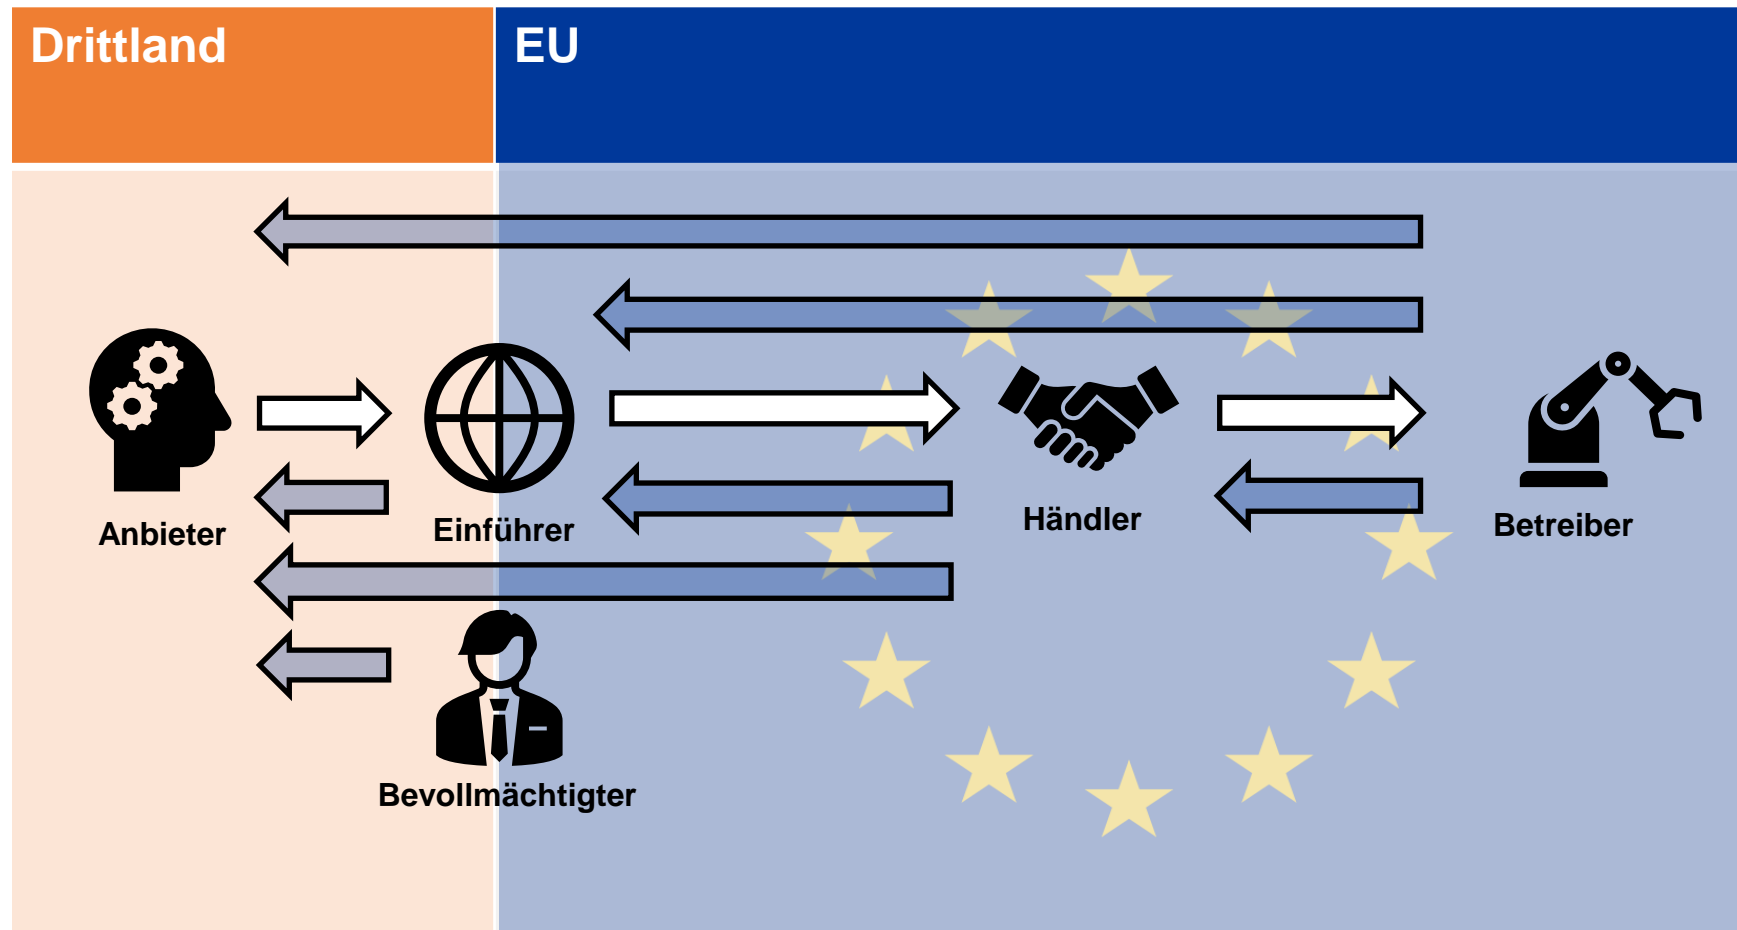 Drittland
EU
Anbieter
Einführer
Händler
Betreiber
Bevollmächtigter